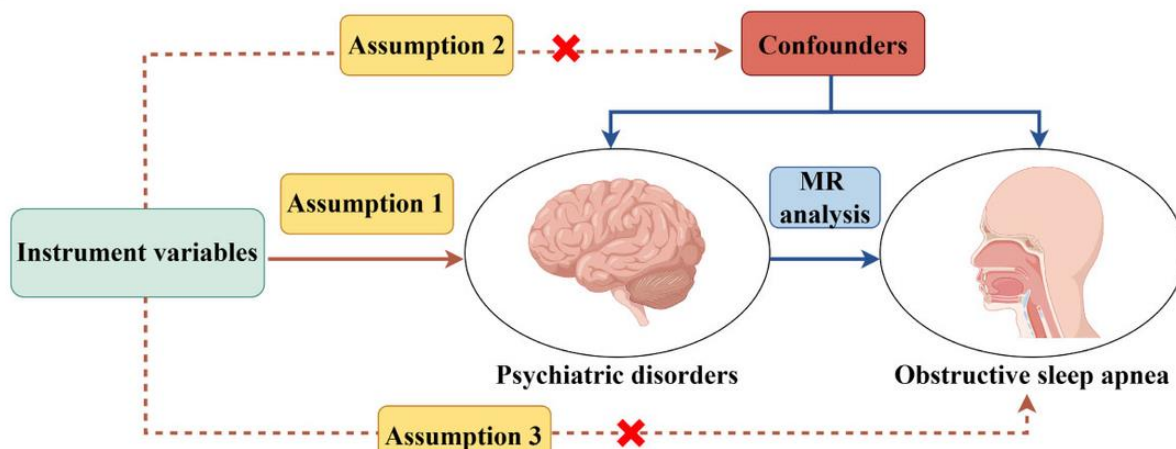 Assumption 2
Confounders
Assumption 1
MR
analysis
Instrument variables
Psychiatric disorders
Obstructive sleep apnea
Assumption 3